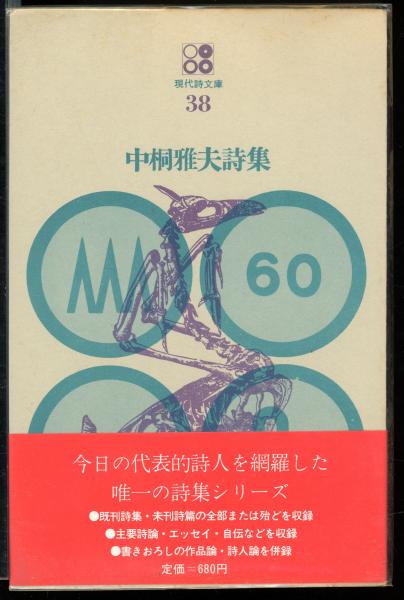 現代詩文庫
38
中桐雅夫詩集
60
今日の代表的詩人を網羅した
唯一の詩集シリーズ
●既刊詩集・未刊詩篇の全部または殆どを収録
●主要詩論・エッセイ・自伝などを収録
●書きおろしの作品論・詩人論を併録
定価=680円